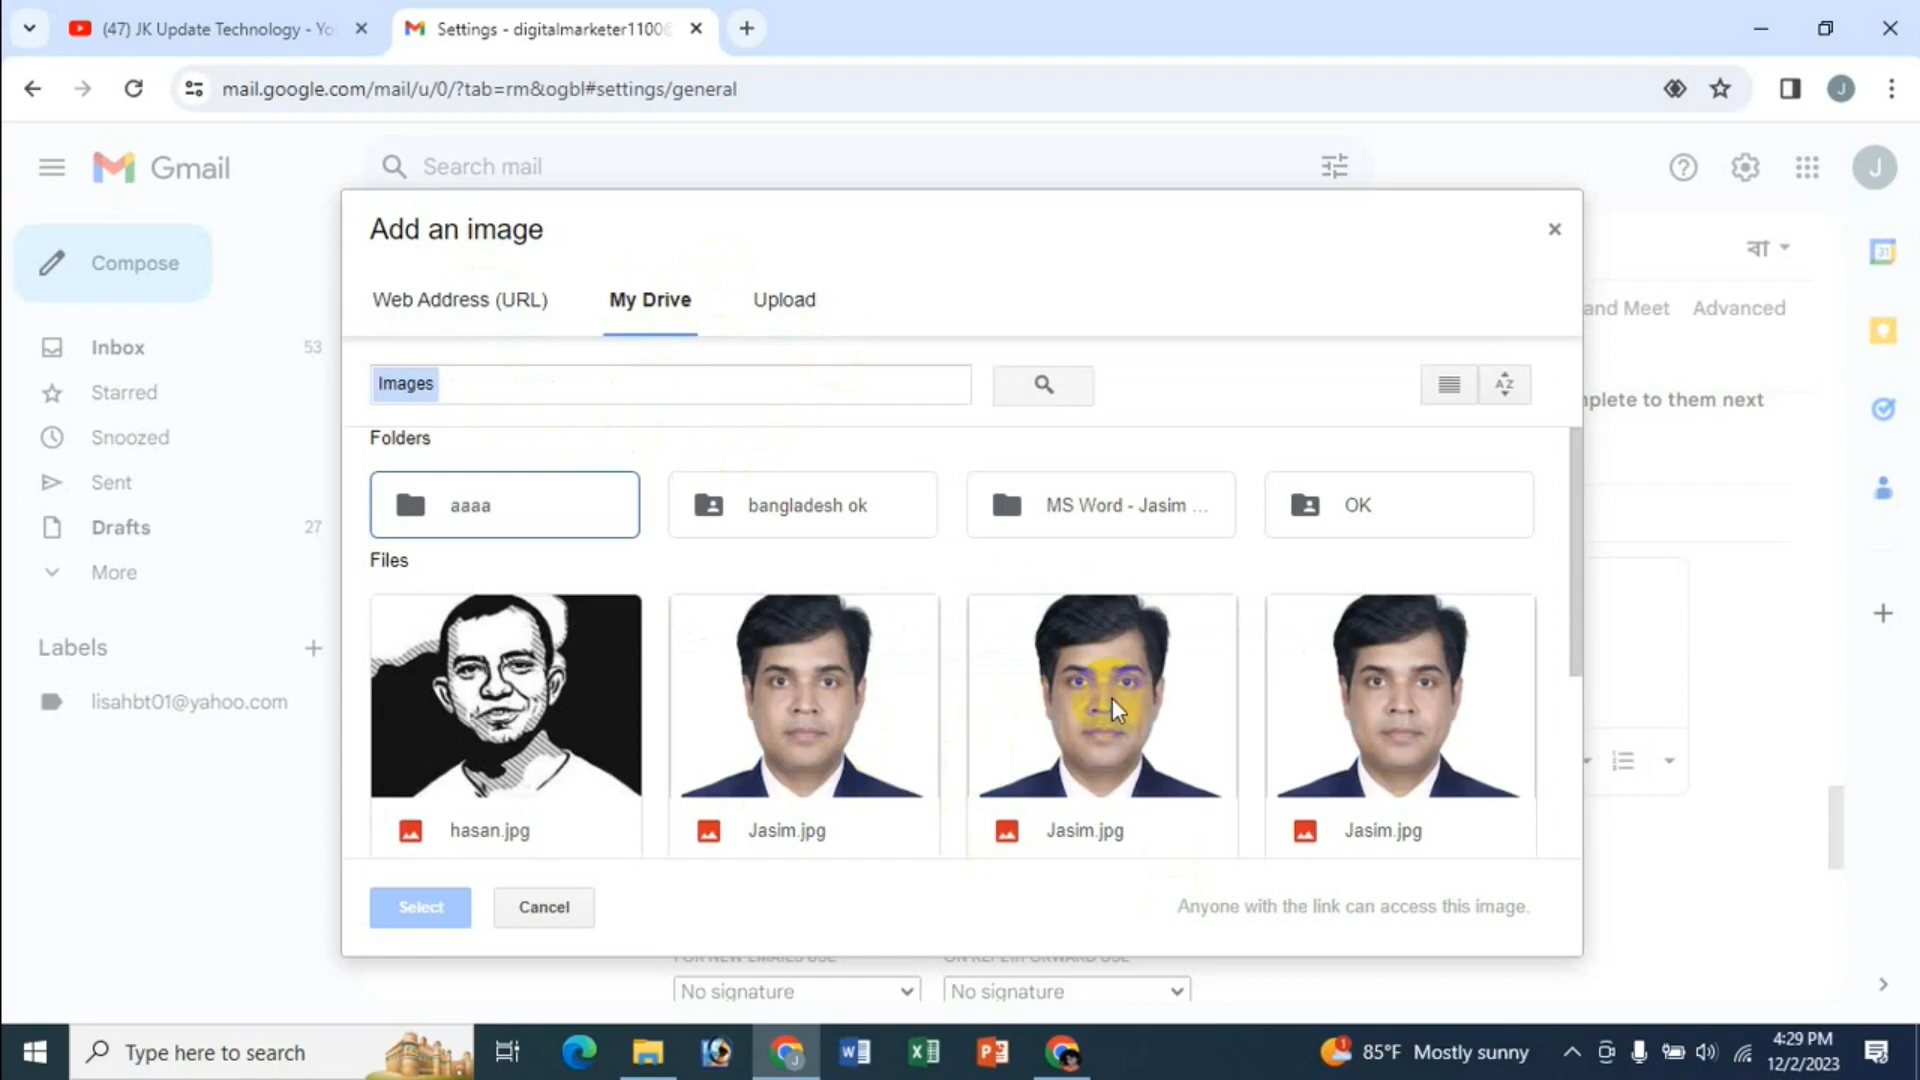 (47) JK Update Technology - Yo
Settings - digitalmarketer1100@
mail.google.com/mail/u/0/?tab=rm&ogbl#settings/general
J
Gmail
Search mail
J
Add an image
Compose
বা
31
Web Address (URL)
My Drive
Upload
and Meet
Advanced
Inbox
53
Images
AZ
Starred
plete to them next
Snoozed
Folders
Sent
aaaa
bangladesh ok
MS Word - Jasim ...
OK
Drafts
27
Files
More
Labels
lisahbt01@yahoo.com
hasan.jpg
Jasim.jpg
Jasim.jpg
Jasim.jpg
Select
Cancel
Anyone with the link can access this image.
No signature
No signature
Type here to search
85°F Mostly sunny
4:29 PM
12/2/2023